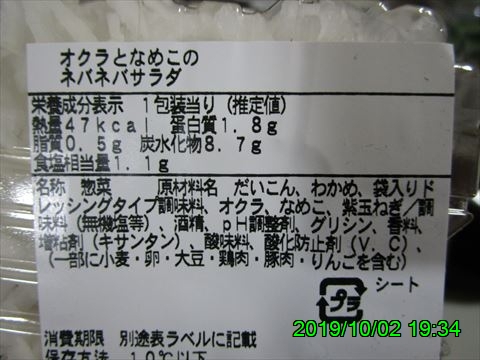 オクラとなめこの
ネバネバサラダ
栄養成分表示 1包装当り(推定値)
熱量47kcal 蛋白質1.8g
脂質0.5g 炭水化物8.7g
食塩相当量1.1g
名称 惣菜 原材料名 だいこん、わかめ、袋入りド
レッシングタイプ調味料、オクラ、なめこ、紫玉ねぎ/調
味料(無機塩等)、酒精、pH調整剤、グリシン、香料、
増粘剤(キサンタン)、酸味料、酸化防止剤(V.C)、
(一部に小麦・卵・大豆・鶏肉・豚肉・りんごを含む)
プラ シート
消費期限 別途表ラベルに記載
保存方法 10℃以下
2019/10/02 19:34